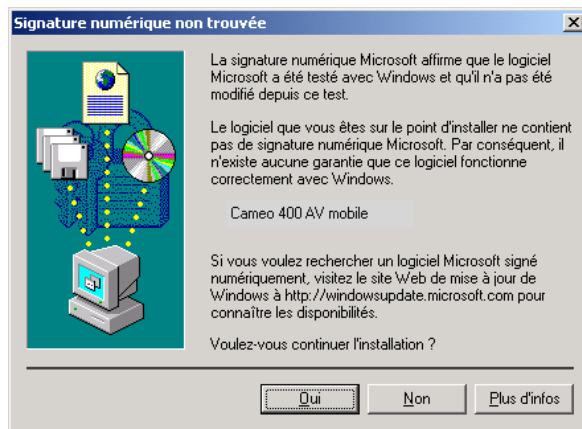 Signature numérique non trouvée
La signature numérique Microsoft affirme que le logiciel
Microsoft a été testé avec Windows et qu'il n'a pas été
modifié depuis ce test.
Le logiciel que vous êtes sur le point d'installer ne contient
pas de signature numérique Microsoft. Par conséquent, il
n'existe aucune garantie que ce logiciel fonctionne
correctement avec Windows.
Cameo 400 AV mobile
Si vous voulez rechercher un logiciel Microsoft signé
numériquement, visitez le site Web de mise à jour de
Windows à http://windowsupdate.microsoft.com pour
connaître les disponibilités.
Voulez-vous continuer l'installation ?
Oui
Non
Plus d'infos